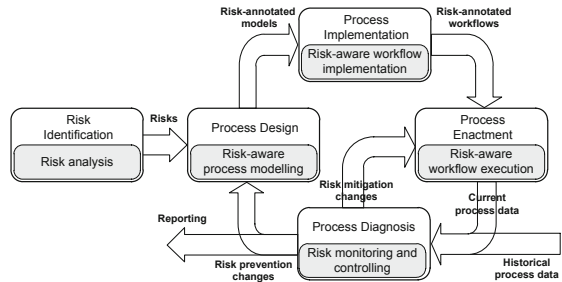 Risk-annotated
models
Process
Implementation
Risk-aware workflow
implementation
Risk-annotated
workflows
Risk
Identification
Risk analysis
Risks
Process Design
Risk-aware
process modelling
Process
Enactment
Risk-aware
workflow execution
Risk mitigation
changes
Current
process data
Reporting
Process Diagnosis
Risk monitoring and
controlling
Risk prevention
changes
Historical
process data